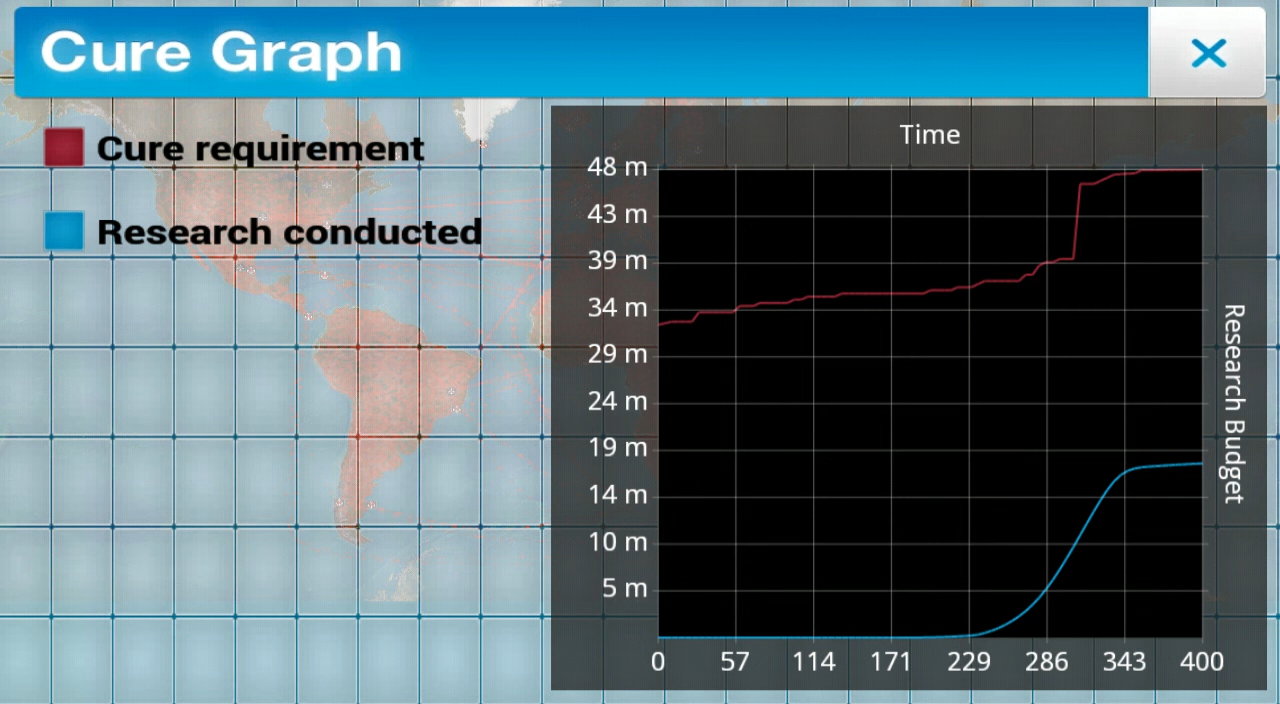 Cure Graph
Cure requirement
Research conducted
Time
48 m
43 m
39 m
34 m
29 m
24 m
19 m
14 m
10 m
5 m
0 57 114 171 229 286 343 400
Research Budget